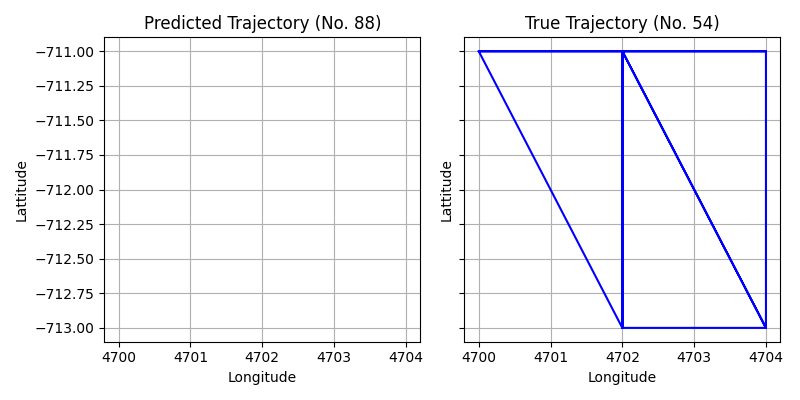 Predicted Trajectory (No. 88)
True Trajectory (No. 54)
Lattitude
−711.00
−711.25
−711.50
−711.75
−712.00
−712.25
−712.50
−712.75
−713.00
4700 4701 4702 4703 4704
Longitude
Lattitude
4700 4701 4702 4703 4704
Longitude